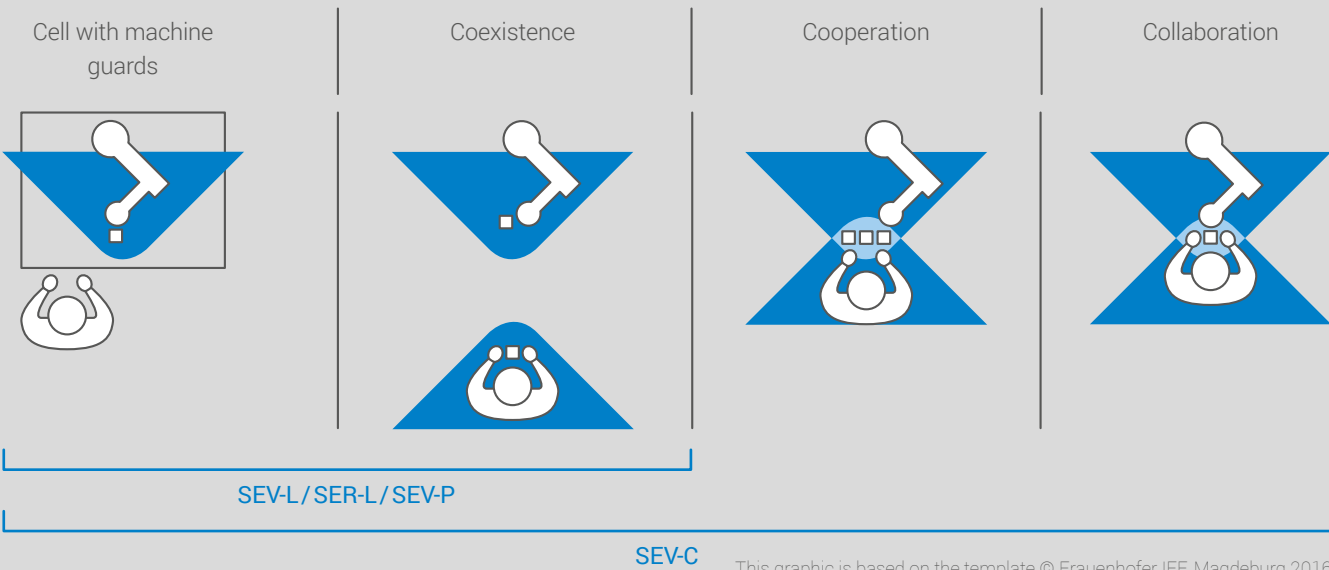 Cell with machine
guards
Coexistence
Cooperation
Collaboration
SEV-L / SER-L / SEV-P
SEV-C
This graphic is based on the template © Frauenhofer IFF, Magdeburg 2016